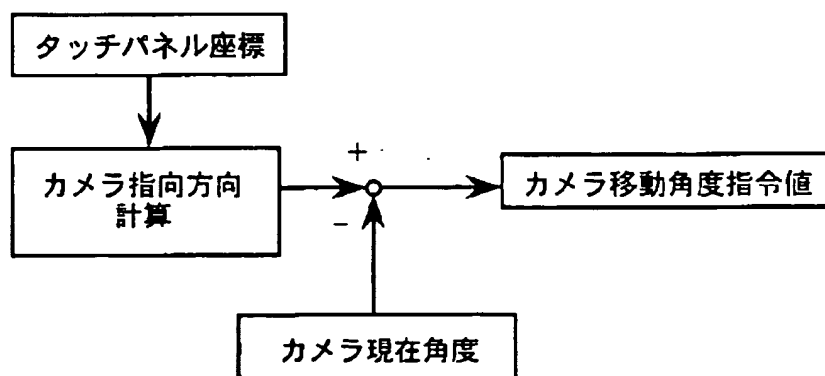 タッチパネル座標
カメラ指向方向
計算
+
−
カメラ移動角度指令値
カメラ現在角度